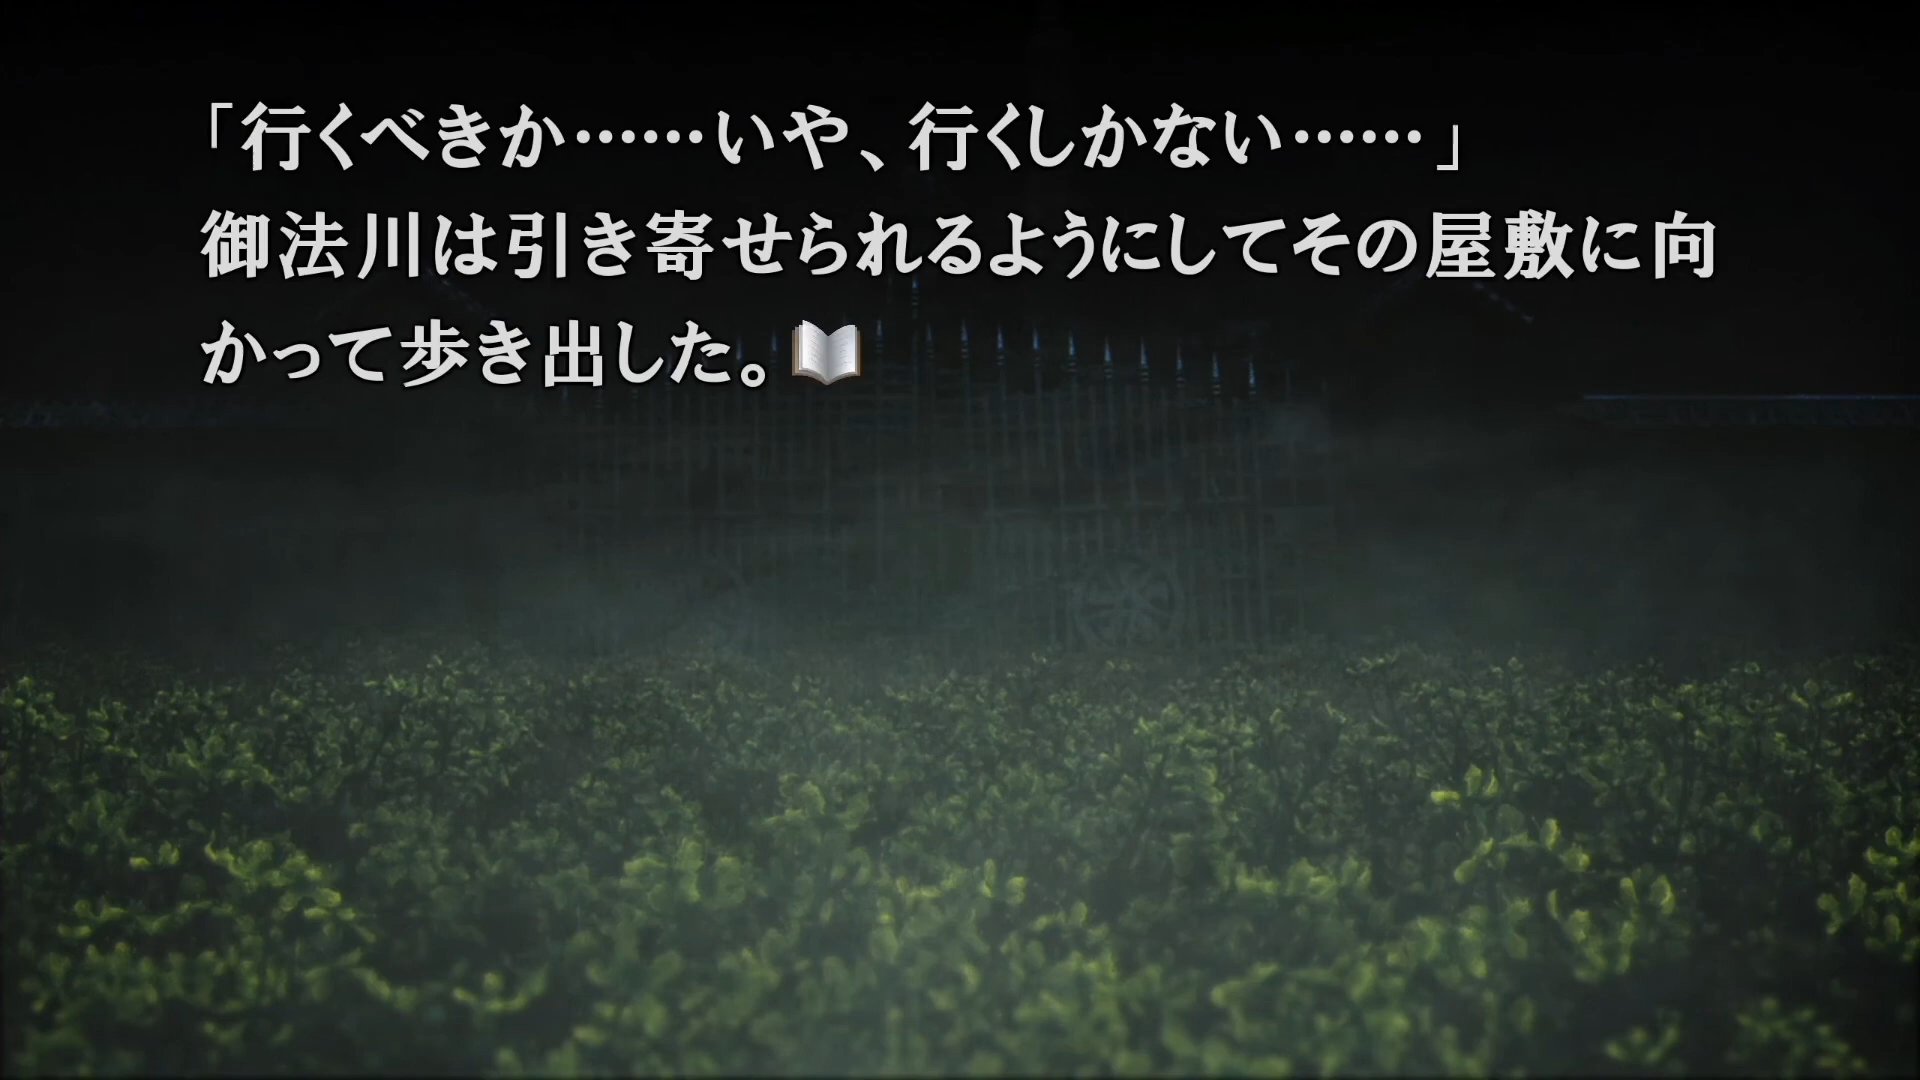 「行くべきか……いや、行くしかない……」
御法川は引き寄せられるようにしてその屋敷に向
かって歩き出した。